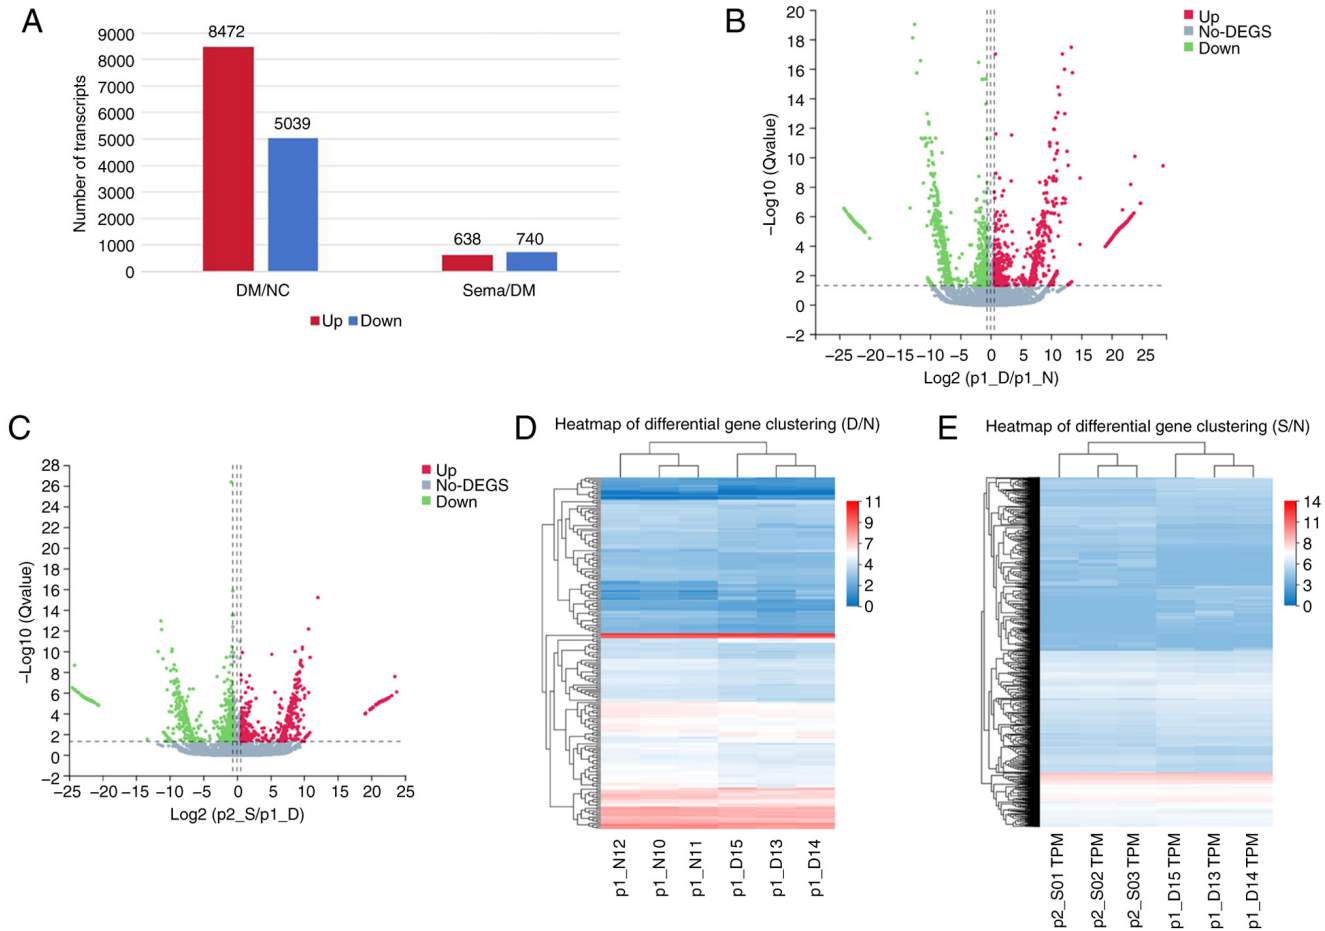 A
9000
8000
7000
6000
5000
4000
3000
2000
1000
0
Number of transcripts
8472
5039
638
740
DM/NC
Sema/DM
Up
Down
B
20
18
16
14
12
10
8
6
4
2
0
−2
−Log10 (Qvalue)
−25 −20 −15 −10 −5 0 5 10 15 20 25
Log2 (p1_D/p1_N)
Up
No-DEGS
Down
C
28
26
24
22
20
18
16
14
12
10
8
6
4
2
0
−2
−Log10 (Qvalue)
−25 −20 −15 −10 −5 0 5 10 15 20 25
Log2 (p2_S/p1_D)
Up
No-DEGS
Down
D
Heatmap of differential gene clustering (D/N)
11
9
7
4
2
0
p1_N12
p1_N10
p1_N11
p1_D15
p1_D13
p1_D14
E
Heatmap of differential gene clustering (S/N)
14
11
8
6
3
0
p2_S01 TPM
p2_S02 TPM
p2_S03 TPM
p1_D15 TPM
p1_D13 TPM
p1_D14 TPM